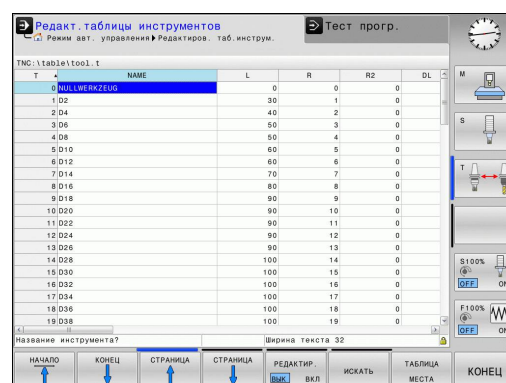 Редакт.таблицы инструментов
Тест прогр.
Режим авт. управления Редактиров. таб.инструм.
TNC:\table\tool.t
T NAME L R R2 DL
0 NULLWERKZEUG 0 0 0
1 D2 30 1 0
2 D4 40 2 0
3 D6 50 3 0
4 D8 50 4 0
5 D10 60 5 0
6 D12 60 6 0
7 D14 70 7 0
8 D16 80 8 0
9 D18 90 9 0
10 D20 90 10 0
11 D22 90 11 0
12 D24 90 12 0
13 D26 90 13 0
14 D28 100 14 0
15 D30 100 15 0
16 D32 100 16 0
17 D34 100 17 0
18 D36 100 18 0
19 D38 100 19 0
Название инструмента? Ширина текста 32
M
S
T
S100%
OFF ON
F100%
OFF ON
НАЧАЛО
КОНЕЦ
СТРАНИЦА
СТРАНИЦА
РЕДАКТИР.
ВЫК ВКЛ
ИСКАТЬ
ТАБЛИЦА
МЕСТА
КОНЕЦ